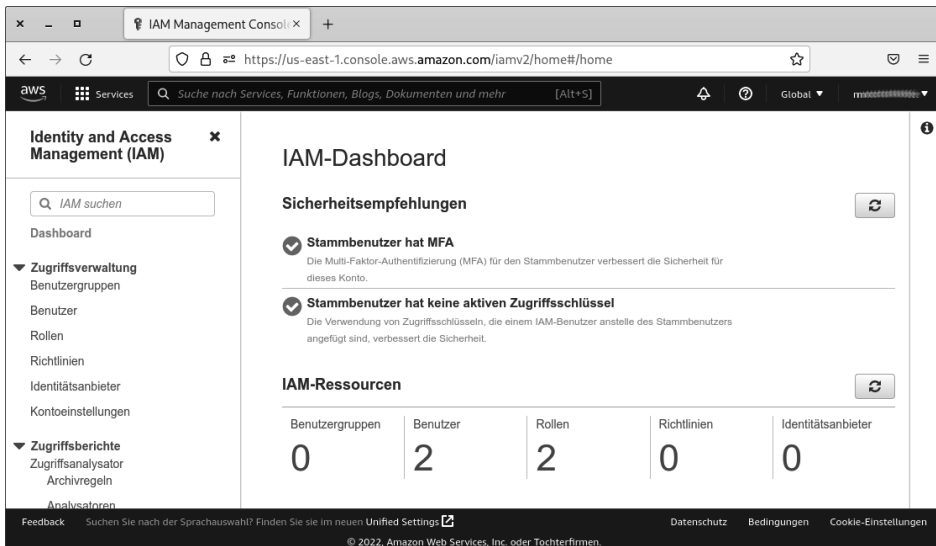 IAM Management Consol
https://us-east-1.console.aws.amazon.com/iamv2/home#/home
aws
Services
Suche nach Services, Funktionen, Blogs, Dokumenten und mehr
[Alt+S]
Global
Identity and Access
Management (IAM)
IAM suchen
Dashboard
Zugriffsverwaltung
Benutzergruppen
Benutzer
Rollen
Richtlinien
Identitätsanbieter
Kontoeinstellungen
Zugriffsberichte
Zugriffsanalysator
Archivregeln
Analysatoren
IAM-Dashboard
Sicherheitsempfehlungen
Stammbenutzer hat MFA
Die Multi-Faktor-Authentifizierung (MFA) für den Stammbenutzer verbessert die Sicherheit für
dieses Konto.
Stammbenutzer hat keine aktiven Zugriffsschlüssel
Die Verwendung von Zugriffsschlüsseln, die einem IAM-Benutzer anstelle des Stammbenutzers
angefügt sind, verbessert die Sicherheit.
IAM-Ressourcen
Benutzergruppen
0
Benutzer
2
Rollen
2
Richtlinien
0
Identitätsanbieter
0
Feedback
Suchen Sie nach der Sprachauswahl? Finden Sie sie im neuen Unified Settings
Datenschutz
Bedingungen
Cookie-Einstellungen
© 2022, Amazon Web Services, Inc. oder Tochterfirmen.